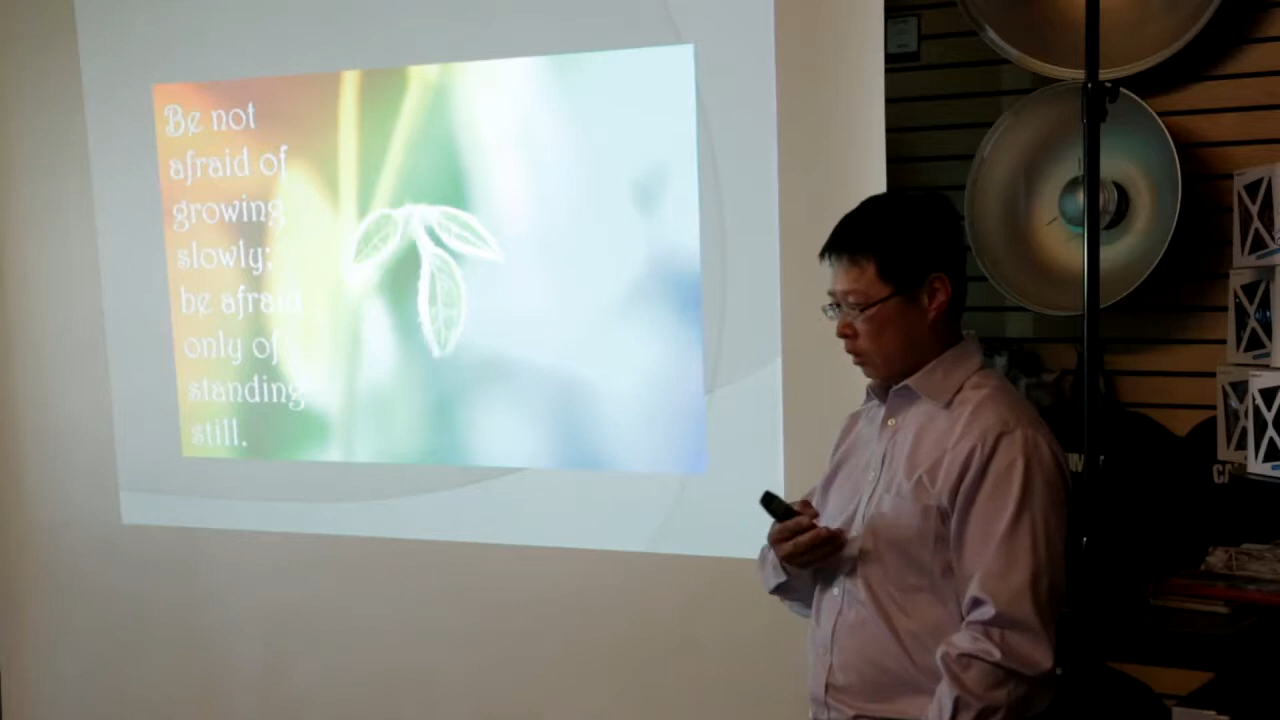 Be not
afraid of
growing
slowly;
be afraid
only of
standing
still.